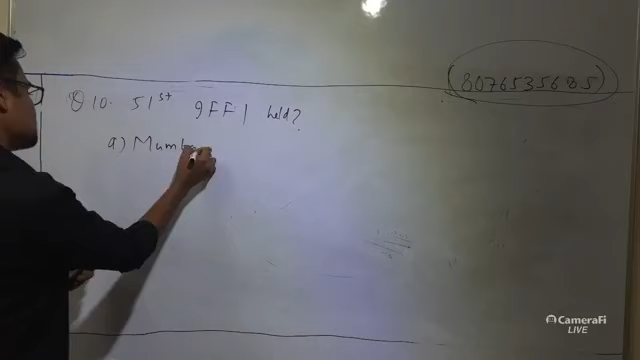 (8076535685)
Q10. 51st IFFI held?
a) Mumb
CameraFi
LIVE